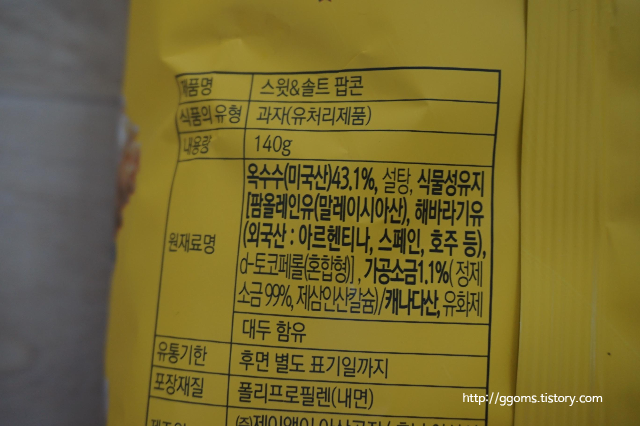 제품명 스윗&솔트 팝콘
식품의 유형 과자(유처리제품)
내용량 140g
원재료명
옥수수(미국산)43.1%, 설탕, 식물성유지
[팜올레인유(말레이시아산), 해바라기유
(외국산 : 아르헨티나, 스페인, 호주 등),
d-토코페롤(혼합형)] , 가공소금1.1%( 정제
소금 99%, 제삼인산칼슘)/캐나다산, 유화제
대두 함유
유통기한 후면 별도 표기일까지
포장재질 폴리프로필렌(내면)
http://ggoms.tistory.com